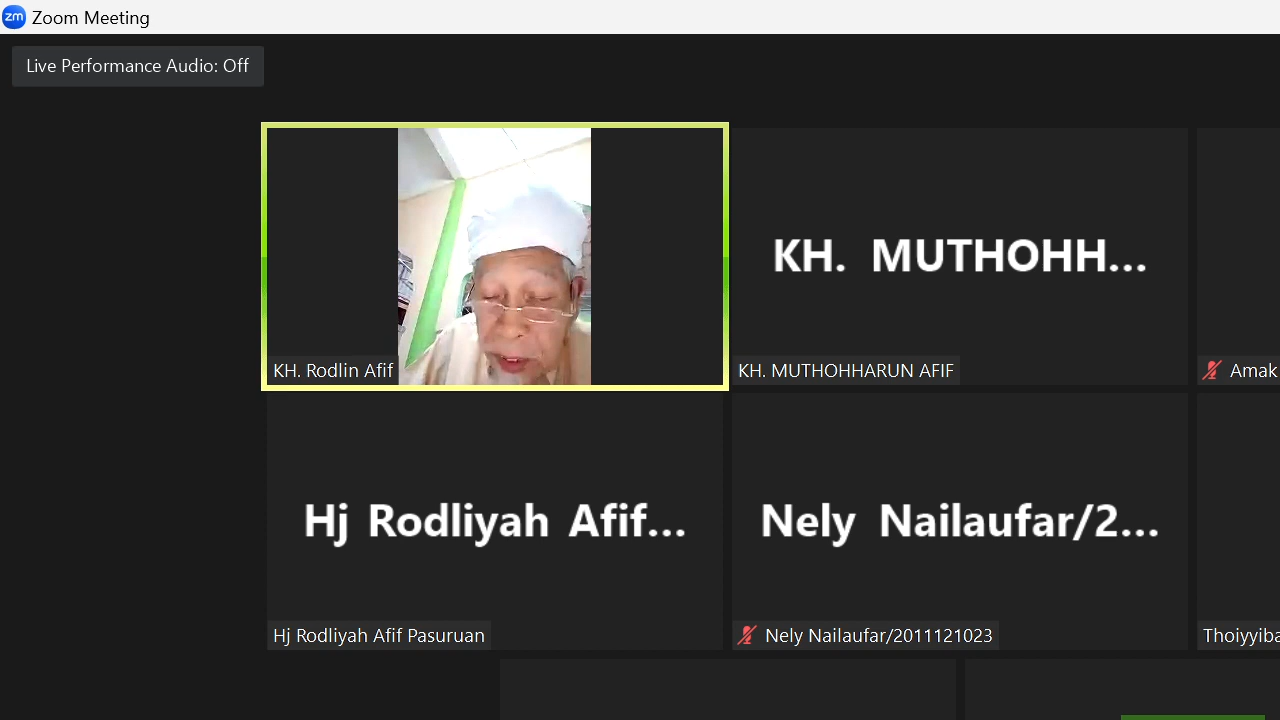 zm Zoom Meeting
Live Performance Audio: Off
KH. MUTHOHH...
KH. Rodlin Afif
KH. MUTHOHHARUN AFIF
Amak
Hj Rodliyah Afif...
Nely Nailaufar/2...
Hj Rodliyah Afif Pasuruan
Nely Nailaufar/2011121023
Thoiyyiba